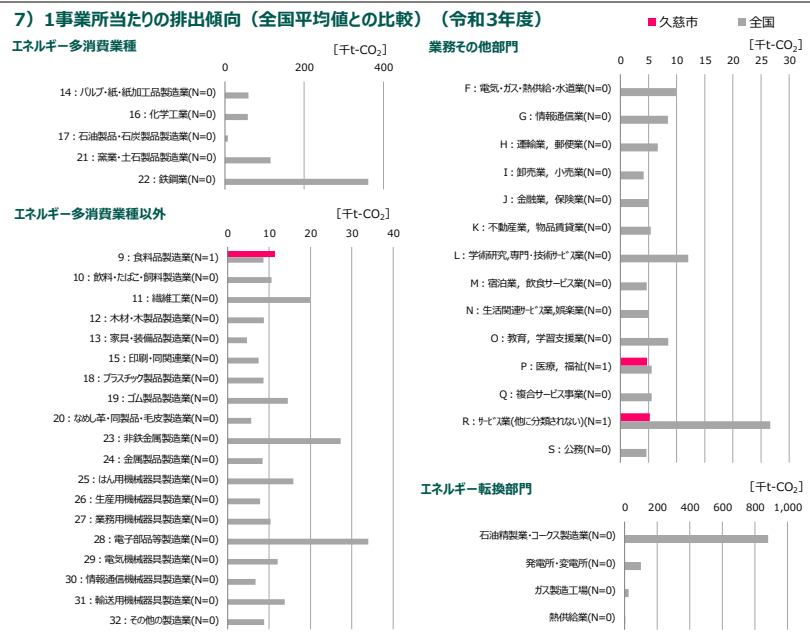 7）1事業所当たりの排出傾向（全国平均値との比較）（令和3年度）
■久慈市 ■全国
エネルギー多消費業種
[千t-CO₂]
0 200 400
14：パルプ・紙・紙加工品製造業(N=0)
16：化学工業(N=0)
17：石油製品・石炭製品製造業(N=0)
21：窯業・土石製品製造業(N=0)
22：鉄鋼業(N=0)
エネルギー多消費業種以外
[千t-CO₂]
0 10 20 30 40
9：食料品製造業(N=1)
10：飲料・たばこ・飼料製造業(N=0)
11：繊維工業(N=0)
12：木材・木製品製造業(N=0)
13：家具・装備品製造業(N=0)
15：印刷・同関連業(N=0)
18：プラスチック製品製造業(N=0)
19：ゴム製品製造業(N=0)
20：なめし革・同製品・毛皮製造業(N=0)
23：非鉄金属製造業(N=0)
24：金属製品製造業(N=0)
25：はん用機械器具製造業(N=0)
26：生産用機械器具製造業(N=0)
27：業務用機械器具製造業(N=0)
28：電子部品等製造業(N=0)
29：電気機械器具製造業(N=0)
30：情報通信機械器具製造業(N=0)
31：輸送用機械器具製造業(N=0)
32：その他の製造業(N=0)
業務その他部門
[千t-CO₂]
0 5 10 15 20 25 30
F：電気・ガス・熱供給・水道業(N=0)
G：情報通信業(N=0)
H：運輸業，郵便業(N=0)
I：卸売業，小売業(N=0)
J：金融業，保険業(N=0)
K：不動産業，物品賃貸業(N=0)
L：学術研究,専門・技術ｻｰﾋﾞｽ業(N=0)
M：宿泊業，飲食サービス業(N=0)
N：生活関連ｻｰﾋﾞｽ業,娯楽業(N=0)
O：教育，学習支援業(N=0)
P：医療，福祉(N=1)
Q：複合サービス事業(N=0)
R：ｻｰﾋﾞｽ業(他に分類されない)(N=1)
S：公務(N=0)
エネルギー転換部門
[千t-CO₂]
0 200 400 600 800 1,000
石油精製業・コークス製造業(N=0)
発電所・変電所(N=0)
ガス製造工場(N=0)
熱供給業(N=0)